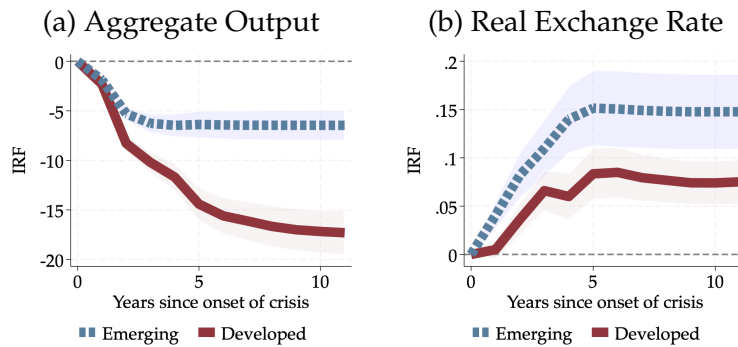 (a) Aggregate Output
0
-5
-10
-15
-20
IRF
0 5 10
Years since onset of crisis
Emerging Developed
(b) Real Exchange Rate
.2
.15
.1
.05
0
IRF
0 5 10
Years since onset of crisis
Emerging Developed